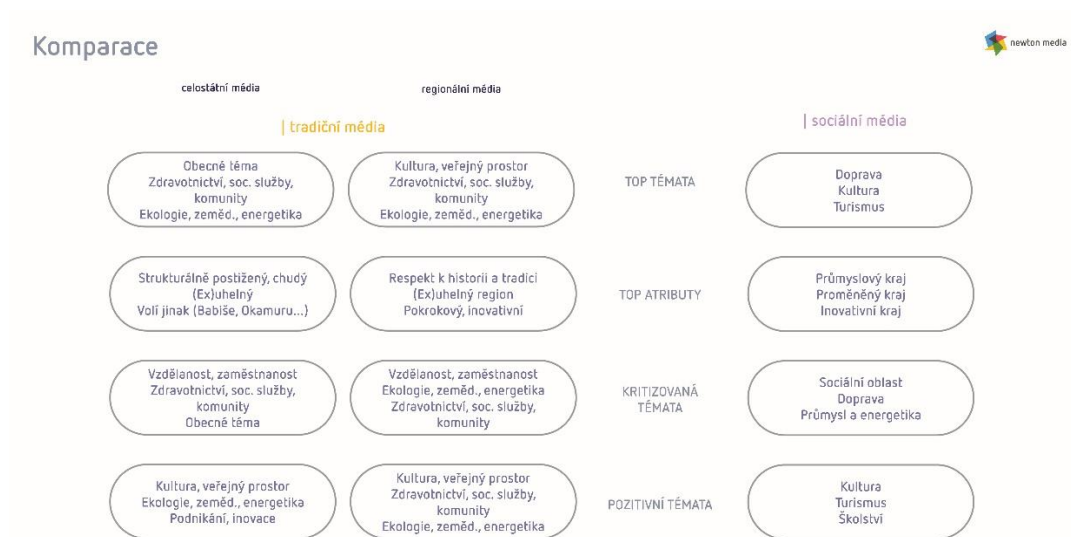 Komparace
newton media
celostátní média
regionální média
| tradiční média
| sociální média
Obecné téma
Zdravotnictví, soc. služby,
komunity
Ekologie, zeměd., energetika
Kultura, veřejný prostor
Zdravotnictví, soc. služby,
komunity
Ekologie, zeměd., energetika
TOP TÉMATA
Doprava
Kultura
Turismus
Strukturálně postižený, chudý
(Ex)uhelný
Volí jinak (Babiše, Okamuru...)
Respekt k historii a tradici
(Ex)uhelný region
Pokrokový, inovativní
TOP ATRIBUTY
Průmyslový kraj
Proměněný kraj
Inovativní kraj
Vzdělanost, zaměstnanost
Zdravotnictví, soc. služby,
komunity
Obecné téma
Vzdělanost, zaměstnanost
Ekologie, zeměd., energetika
Zdravotnictví, soc. služby,
komunity
KRITIZOVANÁ
TÉMATA
Sociální oblast
Doprava
Průmysl a energetika
Kultura, veřejný prostor
Ekologie, zeměd., energetika
Podnikání, inovace
Kultura, veřejný prostor
Zdravotnictví, soc. služby,
komunity
Ekologie, zeměd., energetika
POZITIVNÍ TÉMATA
Kultura
Turismus
Školství